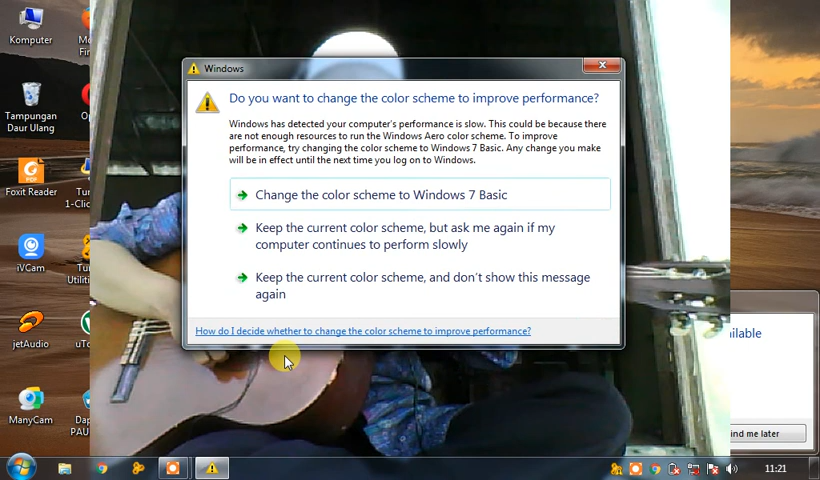 Komputer
Tampungan
Daur Ulang
Foxit Reader
iVCam
jetAudio
ManyCam
1-Clic
Utiliti
Windows
Do you want to change the color scheme to improve performance?
Windows has detected your computer's performance is slow. This could be because there
are not enough resources to run the Windows Aero color scheme. To improve
performance, try changing the color scheme to Windows 7 Basic. Any change you make
will be in effect until the next time you log on to Windows.
Change the color scheme to Windows 7 Basic
Keep the current color scheme, but ask me again if my
computer continues to perform slowly
Keep the current color scheme, and don't show this message
again
How do I decide whether to change the color scheme to improve performance?
ailable
ind me later
11:21